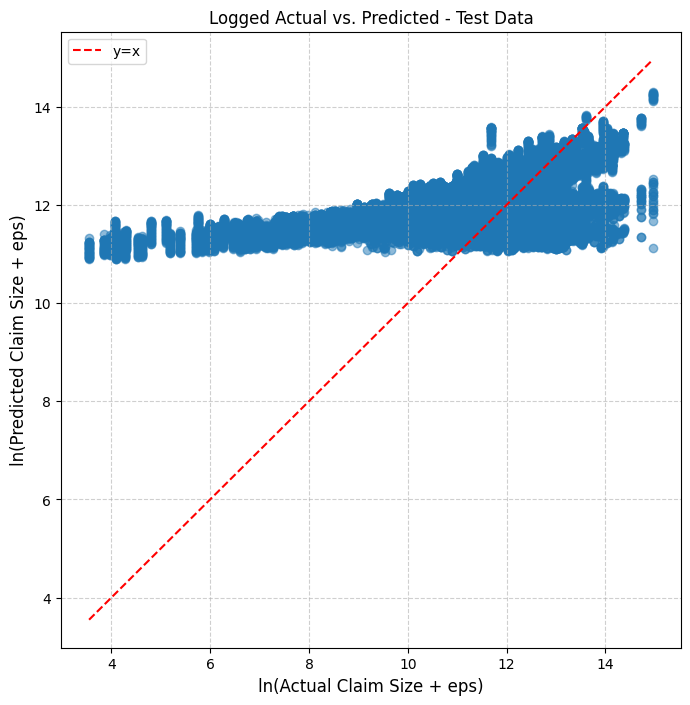 Logged Actual vs. Predicted - Test Data
y=x
ln(Predicted Claim Size + eps)
14
12
10
8
6
4
4 6 8 10 12 14
ln(Actual Claim Size + eps)